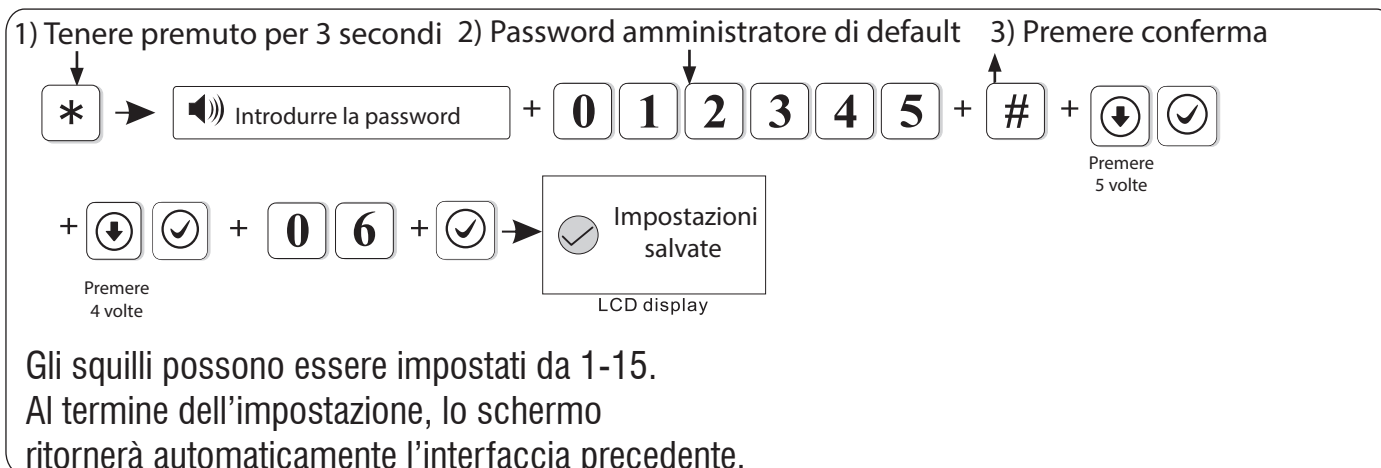 1) Tenere premuto per 3 secondi 2) Password amministratore di default 3) Premere conferma
* Introdurre la password + 0 1 2 3 4 5 + # +
Premere
5 volte
+ + 0 6 +
Impostazioni
salvate
Premere
4 volte
LCD display
Gli squilli possono essere impostati da 1-15.
Al termine dell'impostazione, lo schermo
ritornerà automaticamente l'interfaccia precedente.